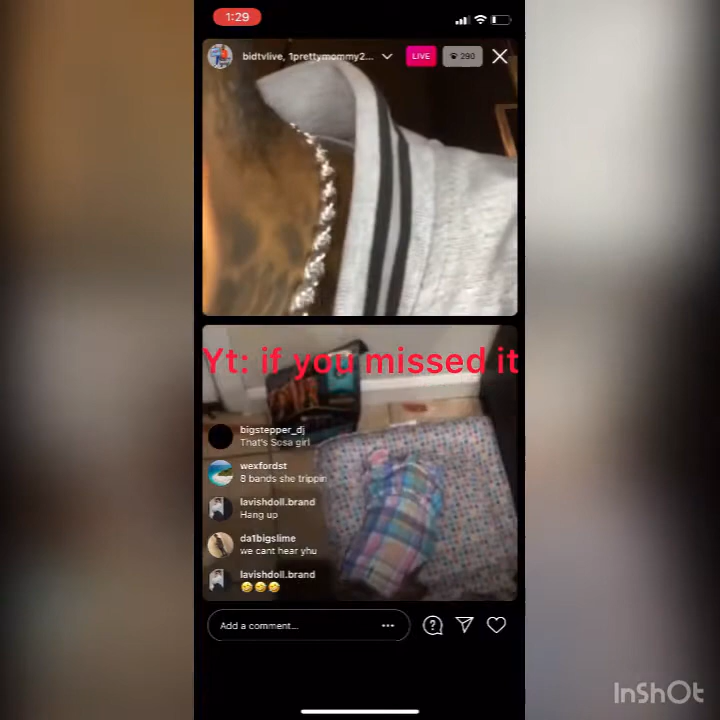 1:29
bidtvlive, 1prettymommy2...
LIVE
290
Yt: if you missed it
bigstepper_dj
That's Sosa girl
wexfordst
8 bands she trippin
lavishdoll.brand
Hang up
da1bigslime
we cant hear yhu
lavishdoll.brand
🤣🤣🤣
Add a comment...
InShOt